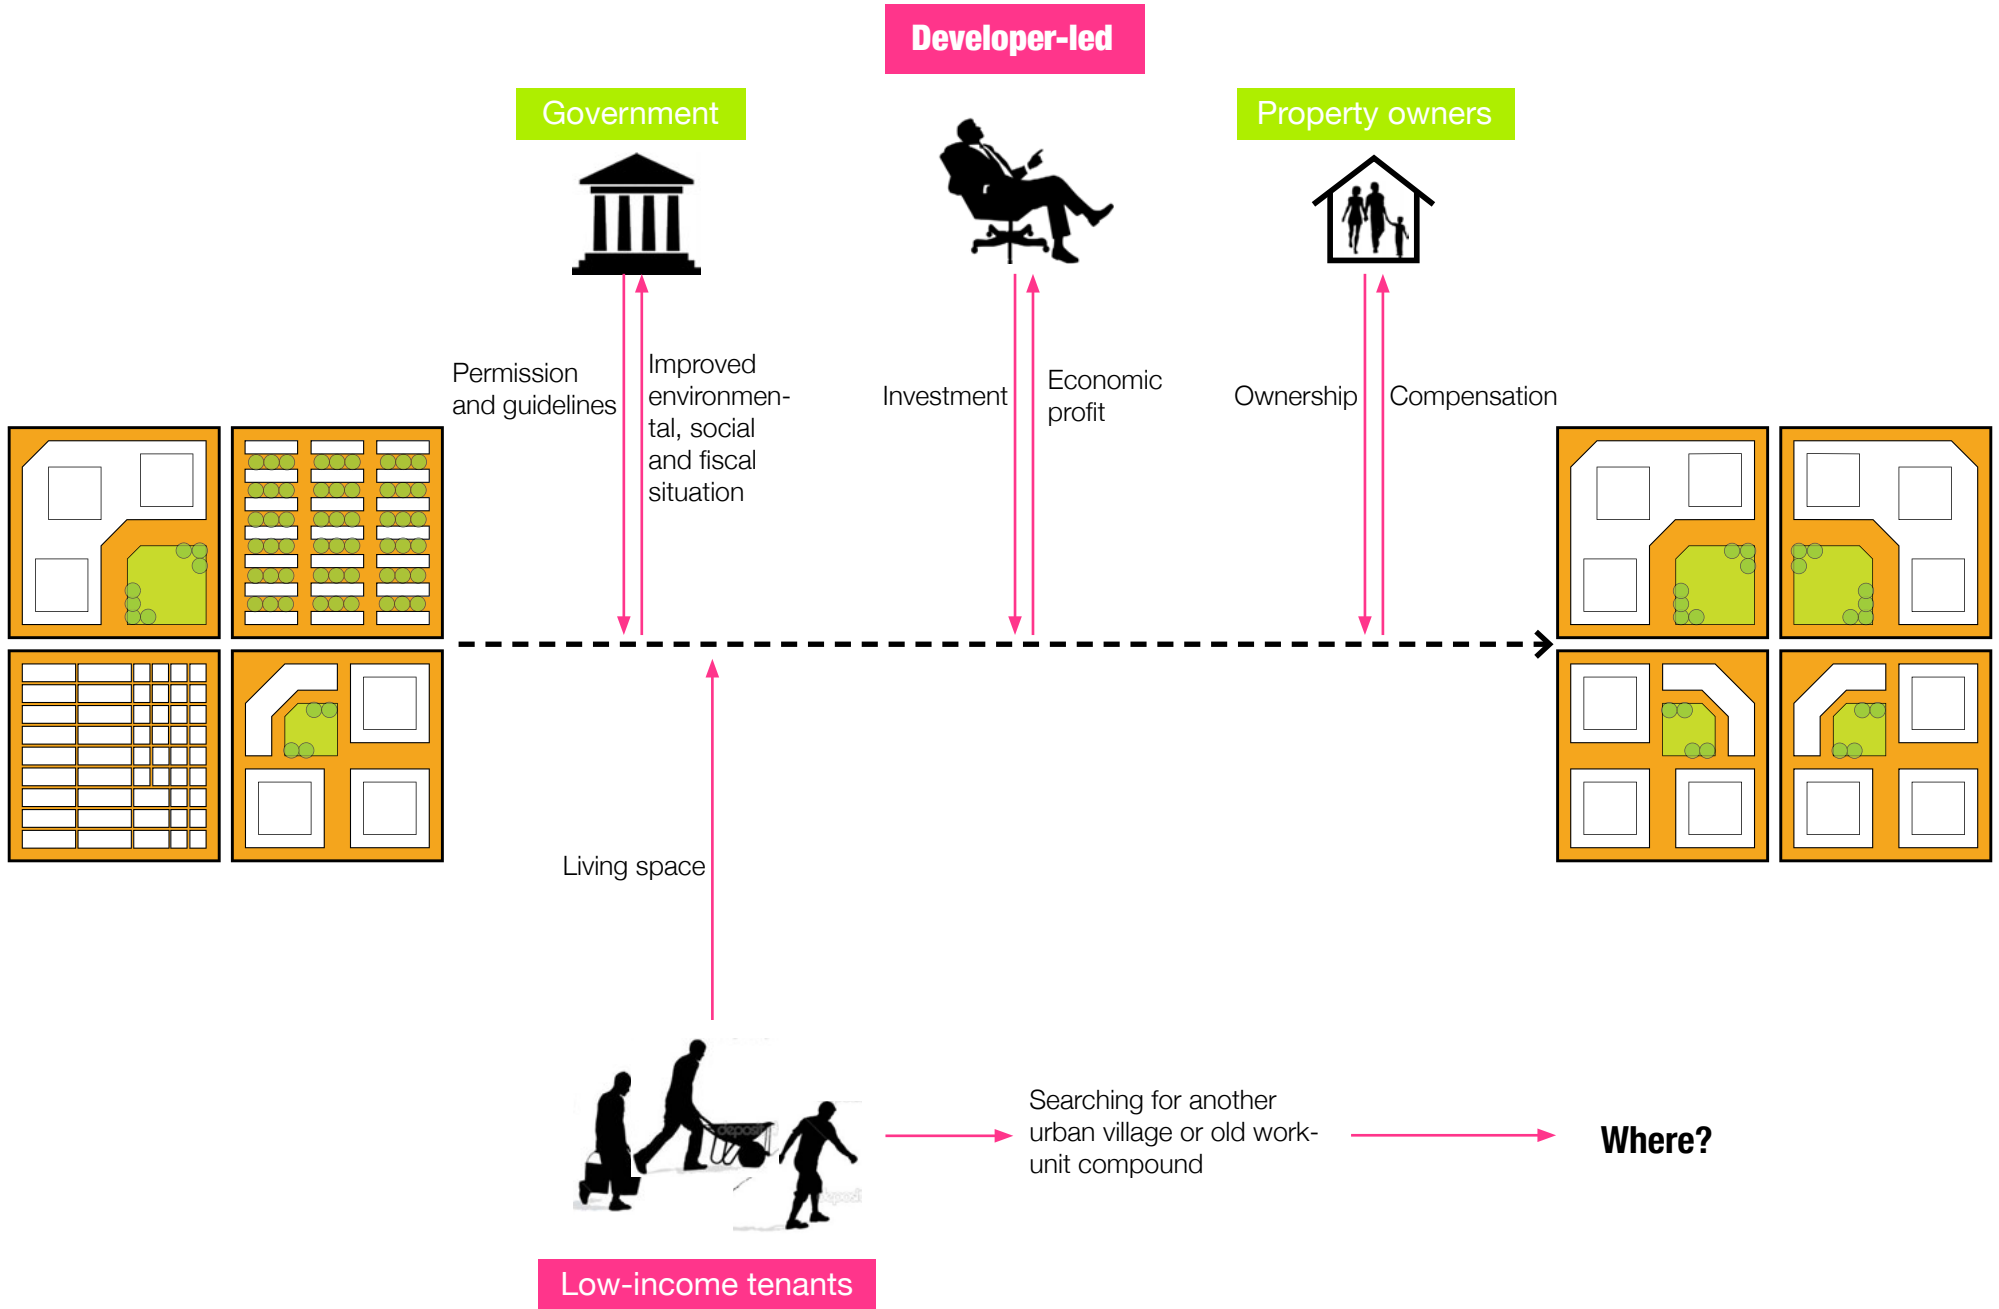 Developer-led
Government
Property owners
Permission
and guidelines
Improved
environmen-
tal, social
and fiscal
situation
Investment
Economic
profit
Ownership
Compensation
Living space
Searching for another
urban village or old work-
unit compound
Where?
Low-income tenants